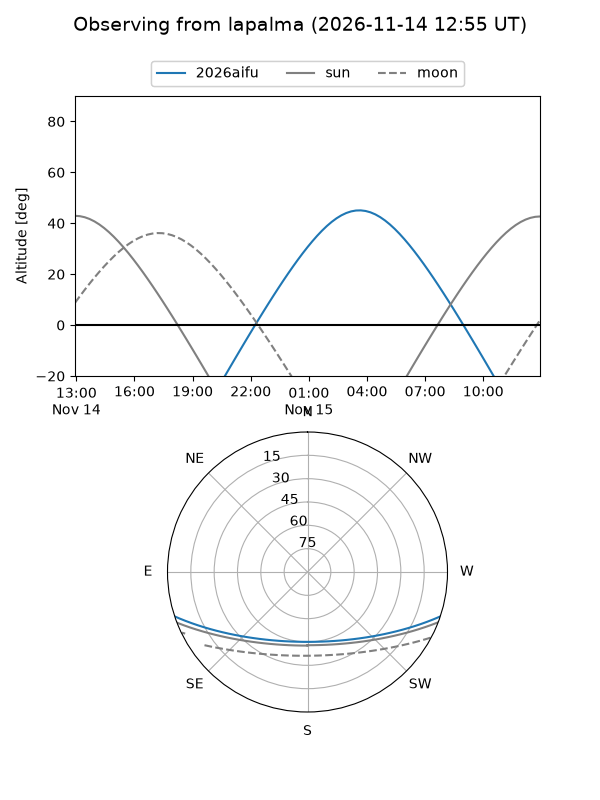 Observing from lapalma (2026-11-14 12:55 UT)
2026aifu sun moon
Altitude [deg]
80
60
40
20
0
−20
13:00 16:00 19:00 22:00 01:00 04:00 07:00 10:00
Nov 14 Nov 15
N
NE NW
15
30
45
60
75
E W
SE SW
S